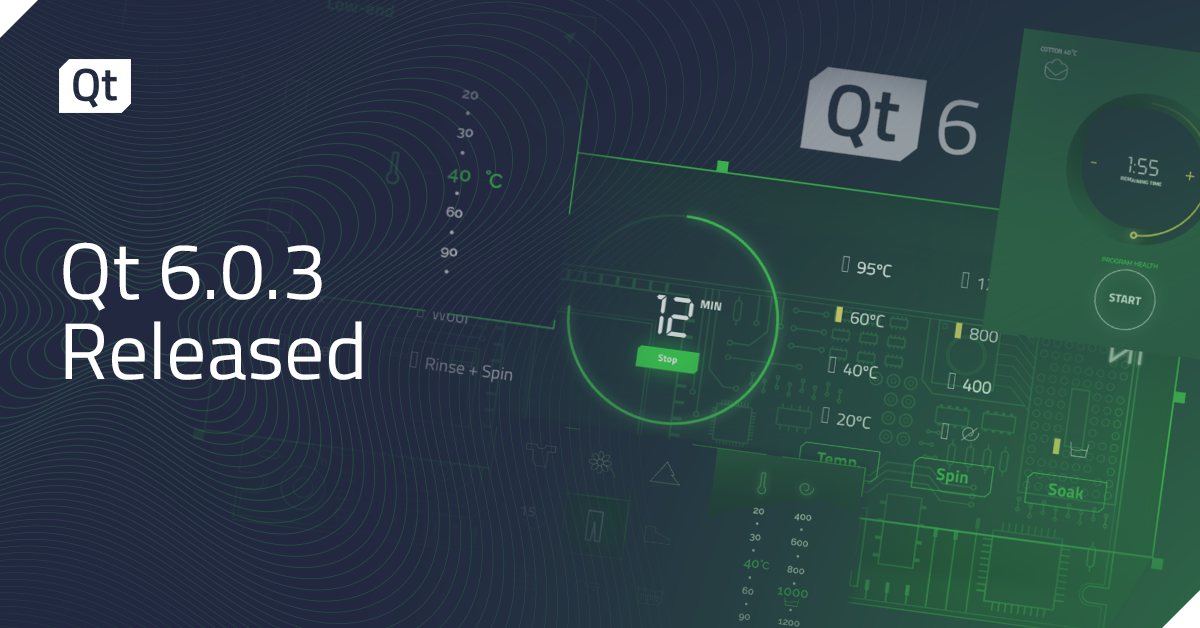 Low-end
Qt
Qt 6
COTTON 40°C
20
30
40 °C
60
90
1:55
REMAINING TIME
PROGRAM HEALTH
START
Qt 6.0.3
Released
Wool
Rinse + Spin
12 MIN
Stop
95°C
60°C
40°C
20°C
800
400
Temp
Spin
Soak
15
20
30
40°C
60
90
400
600
800
1000
1200